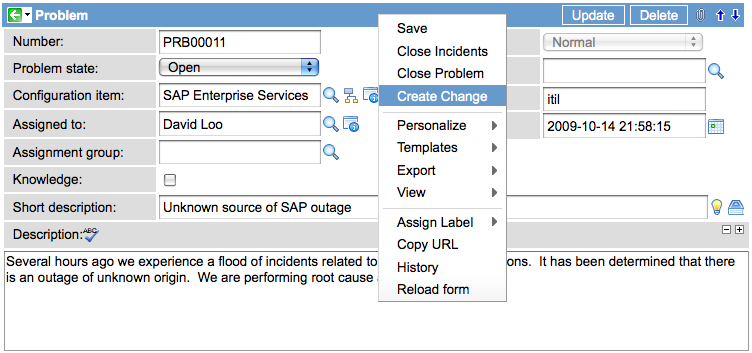 Problem
Update
Delete
Number:
PRB00011
Normal
Problem state:
Open
Configuration item:
SAP Enterprise Services
itil
Assigned to:
David Loo
2009-10-14 21:58:15
Assignment group:
Knowledge:
Short description:
Unknown source of SAP outage
Description:
ABC
Several hours ago we experience a flood of incidents related to
ons. It has been determined that there
is an outage of unknown origin. We are performing root cause
Save
Close Incidents
Close Problem
Create Change
Personalize
Templates
Export
View
Assign Label
Copy URL
History
Reload form